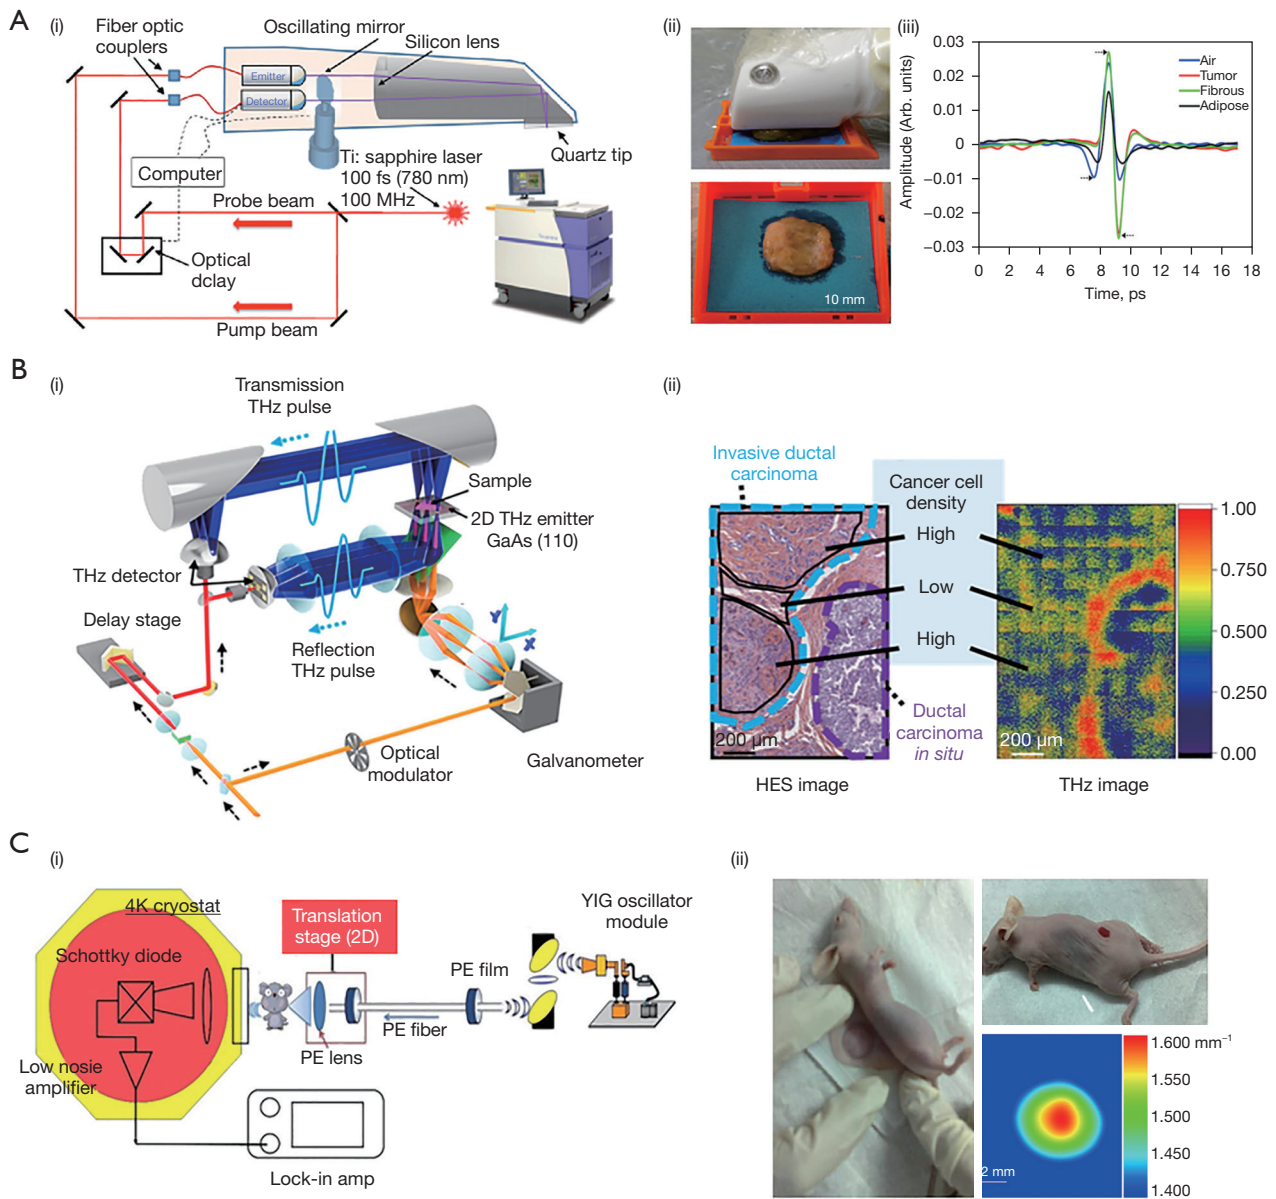 A
(i)
Fiber optic
couplers
Oscillating mirror
Silicon lens
Emitter
Detector
Quartz tip
Computer
Ti: sapphire laser
100 fs (780 nm)
100 MHz
Probe beam
Optical
dclay
Pump beam
(ii)
10 mm
(iii)
Amplitude (Arb. units)
0.03
0.02
0.01
0
−0.01
−0.02
−0.03
0 2 4 6 8 10 12 14 16 18
Time, ps
Air
Tumor
Fibrous
Adipose
B
(i)
Transmission
THz pulse
Sample
2D THz emitter
GaAs (110)
THz detector
Delay stage
Reflection
THz pulse
Y
X
Optical
modulator
Galvanometer
(ii)
Invasive ductal
carcinoma
Cancer cell
density
High
Low
High
Ductal
carcinoma
in situ
200 μm
HES image
200 μm
THz image
1.00
0.750
0.500
0.250
0.00
C
(i)
4K cryostat
Schottky diode
Low nosie
amplifier
Translation
stage (2D)
PE film
PE fiber
PE lens
YIG oscillator
module
Lock-in amp
(ii)
2 mm
1.600 mm⁻¹
1.550
1.500
1.450
1.400